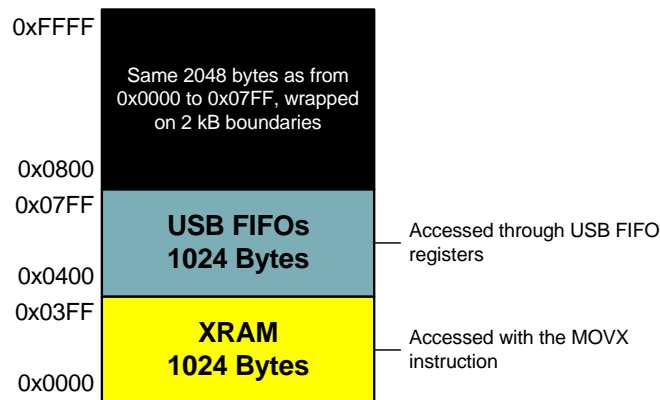 0xFFFF
Same 2048 bytes as from
0x0000 to 0x07FF, wrapped
on 2 kB boundaries
0x0800
0x07FF
USB FIFOs
1024 Bytes
Accessed through USB FIFO
registers
0x0400
0x03FF
XRAM
1024 Bytes
Accessed with the MOVX
instruction
0x0000